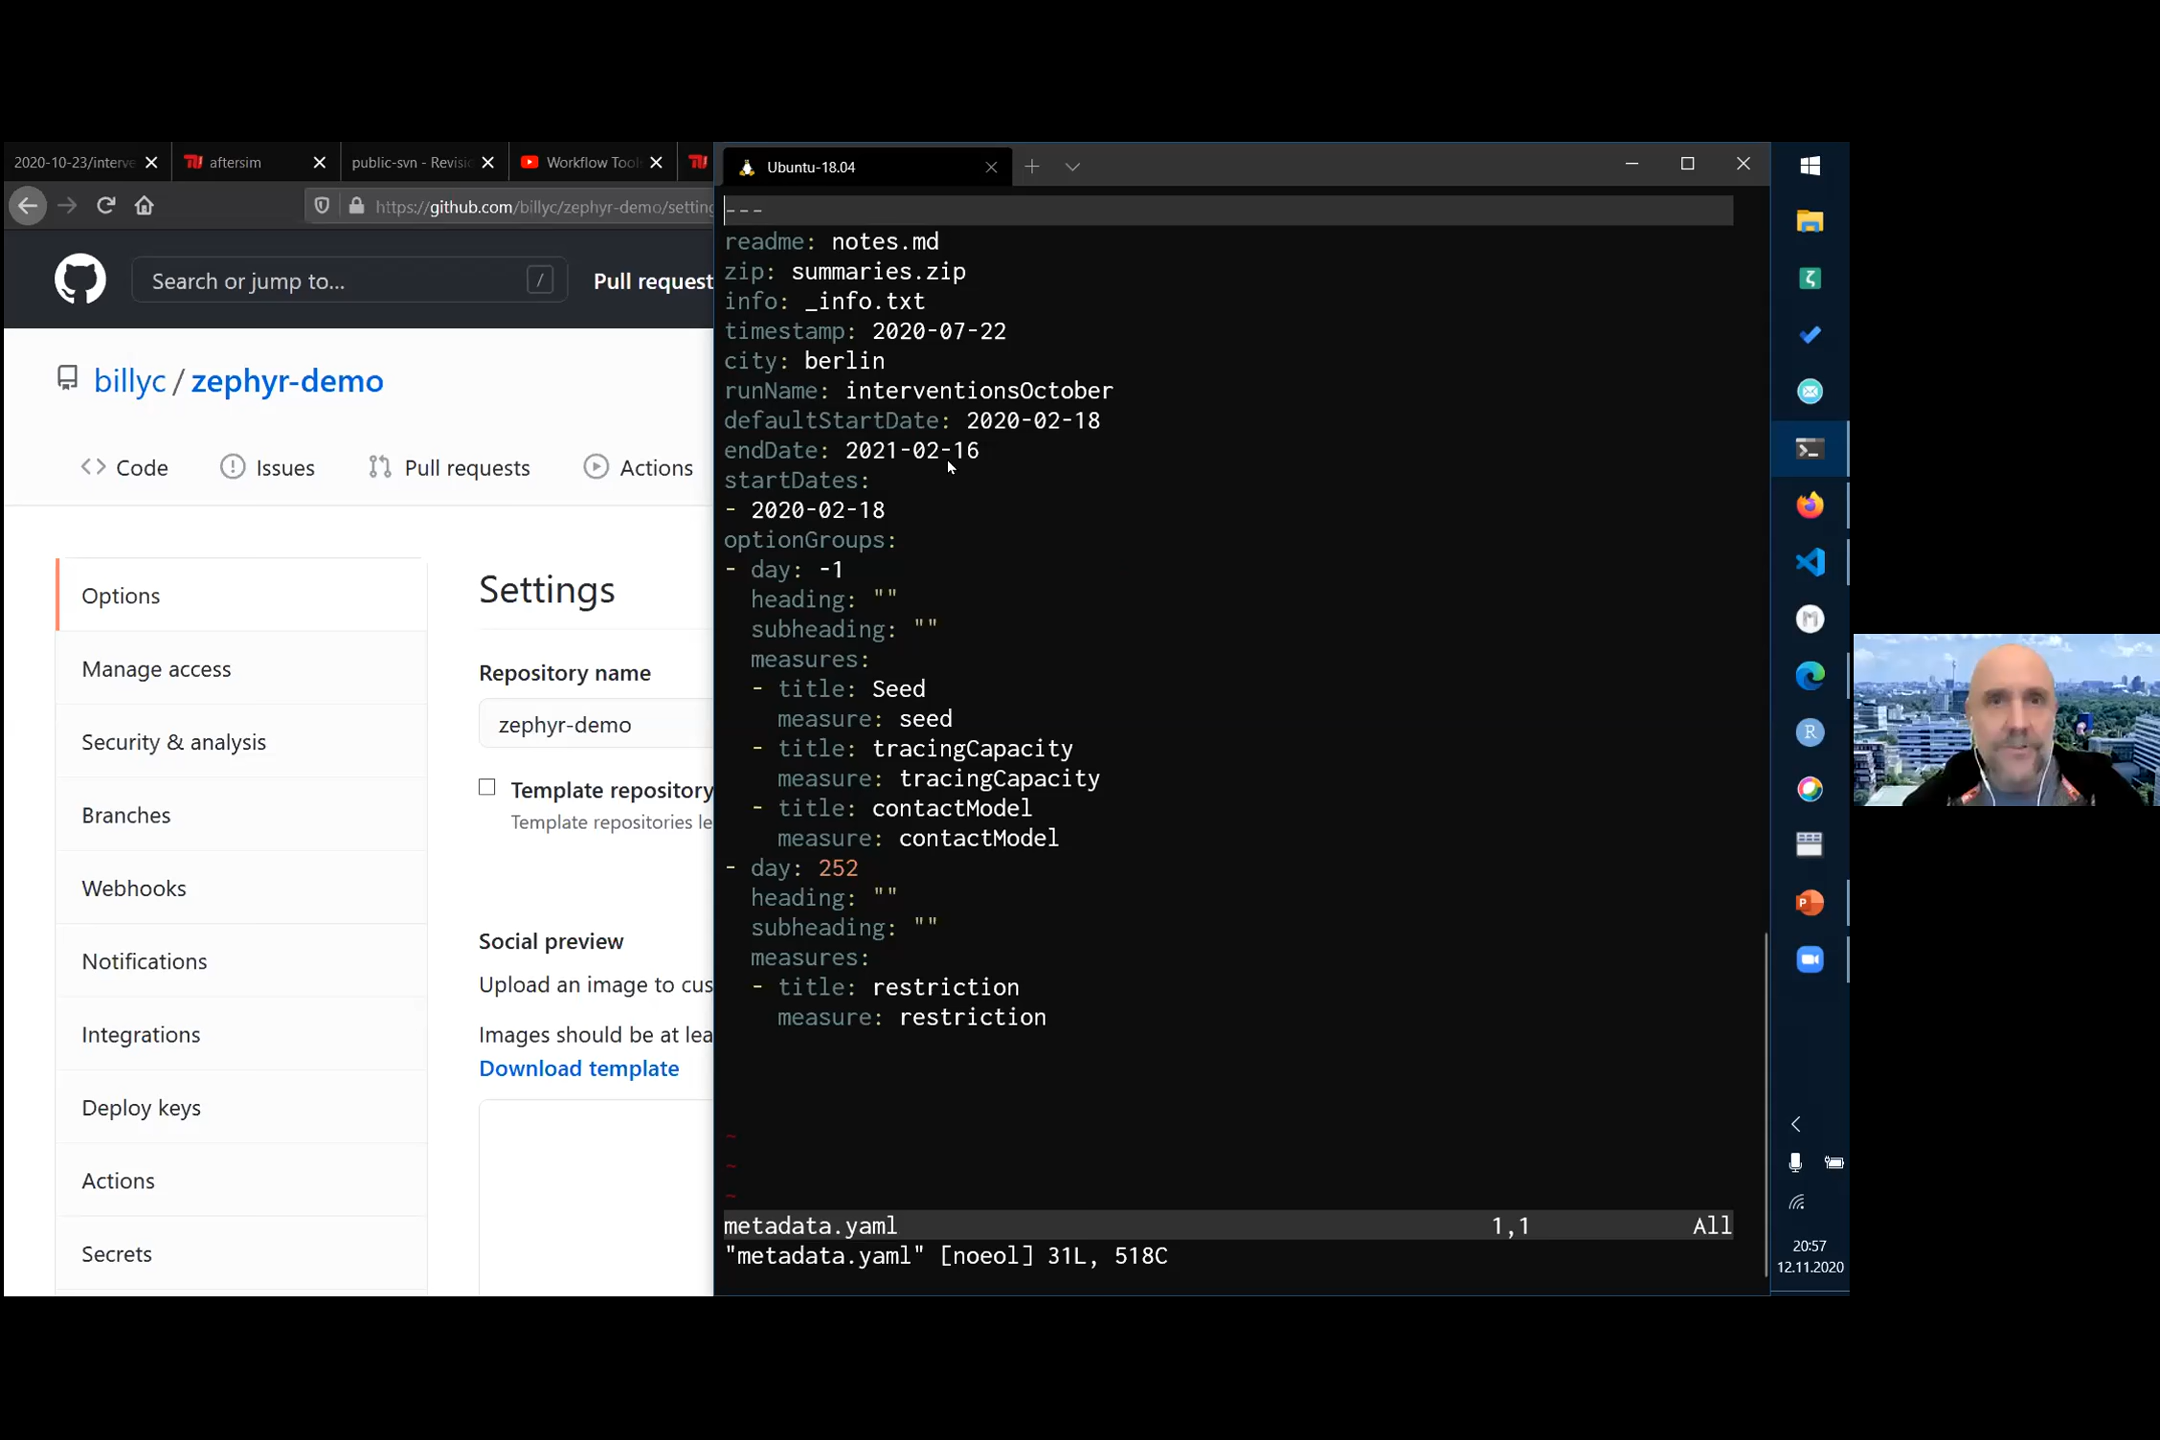 2020-10-23/interve
aftersim
public-svn - Revisi
Workflow Tool
https://github.com/billyc/zephyr-demo/setting
Search or jump to...
/
Pull request
billyc / zephyr-demo
Code
Issues
Pull requests
Actions
Options
Manage access
Security & analysis
Branches
Webhooks
Notifications
Integrations
Deploy keys
Actions
Secrets
Settings
Repository name
zephyr-demo
Template repository
Template repositories le
Social preview
Upload an image to cus
Images should be at lea
Download template
Ubuntu-18.04
---
readme: notes.md
zip: summaries.zip
info: _info.txt
timestamp: 2020-07-22
city: berlin
runName: interventionsOctober
defaultStartDate: 2020-02-18
endDate: 2021-02-16
startDates:
- 2020-02-18
optionGroups:
- day: -1
heading: ""
subheading: ""
measures:
- title: Seed
measure: seed
- title: tracingCapacity
measure: tracingCapacity
- title: contactModel
measure: contactModel
- day: 252
heading: ""
subheading: ""
measures:
- title: restriction
measure: restriction
~
~
~
metadata.yaml 1,1 All
"metadata.yaml" [noeol] 31L, 518C
20:57
12.11.2020